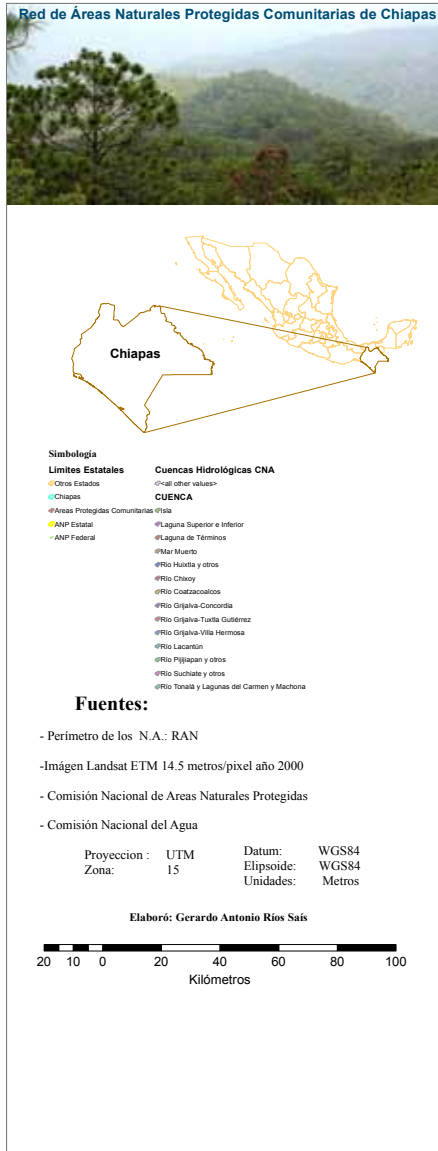 Red de Áreas Naturales Protegidas Comunitarias de Chiapas
Chiapas
Simbología
Límites Estatales
Otros Estados
Chiapas
Areas Protegidas Comunitarias
ANP Estatal
ANP Federal
Cuencas Hidrológicas CNA
<all other values>
CUENCA
Isla
Laguna Superior e Inferior
Laguna de Términos
Mar Muerto
Rio Huixtla y otros
Río Chixoy
Río Coatzacoalcos
Río Grijalva-Concordia
Río Grijalva-Tuxtla Gutiérrez
Río Grijalva-Villa Hermosa
Río Lacantún
Río Pijijiapan y otros
Río Suchiate y otros
Río Tonalá y Lagunas del Carmen y Machona
Fuentes:
- Perímetro de los N.A.: RAN
-Imágen Landsat ETM 14.5 metros/pixel año 2000
- Comisión Nacional de Areas Naturales Protegidas
- Comisión Nacional del Agua
Proyeccion : UTM
Zona: 15
Datum: WGS84
Elipsoide: WGS84
Unidades: Metros
Elaboró: Gerardo Antonio Ríos Saís
20 10 0 20 40 60 80 100
Kilómetros